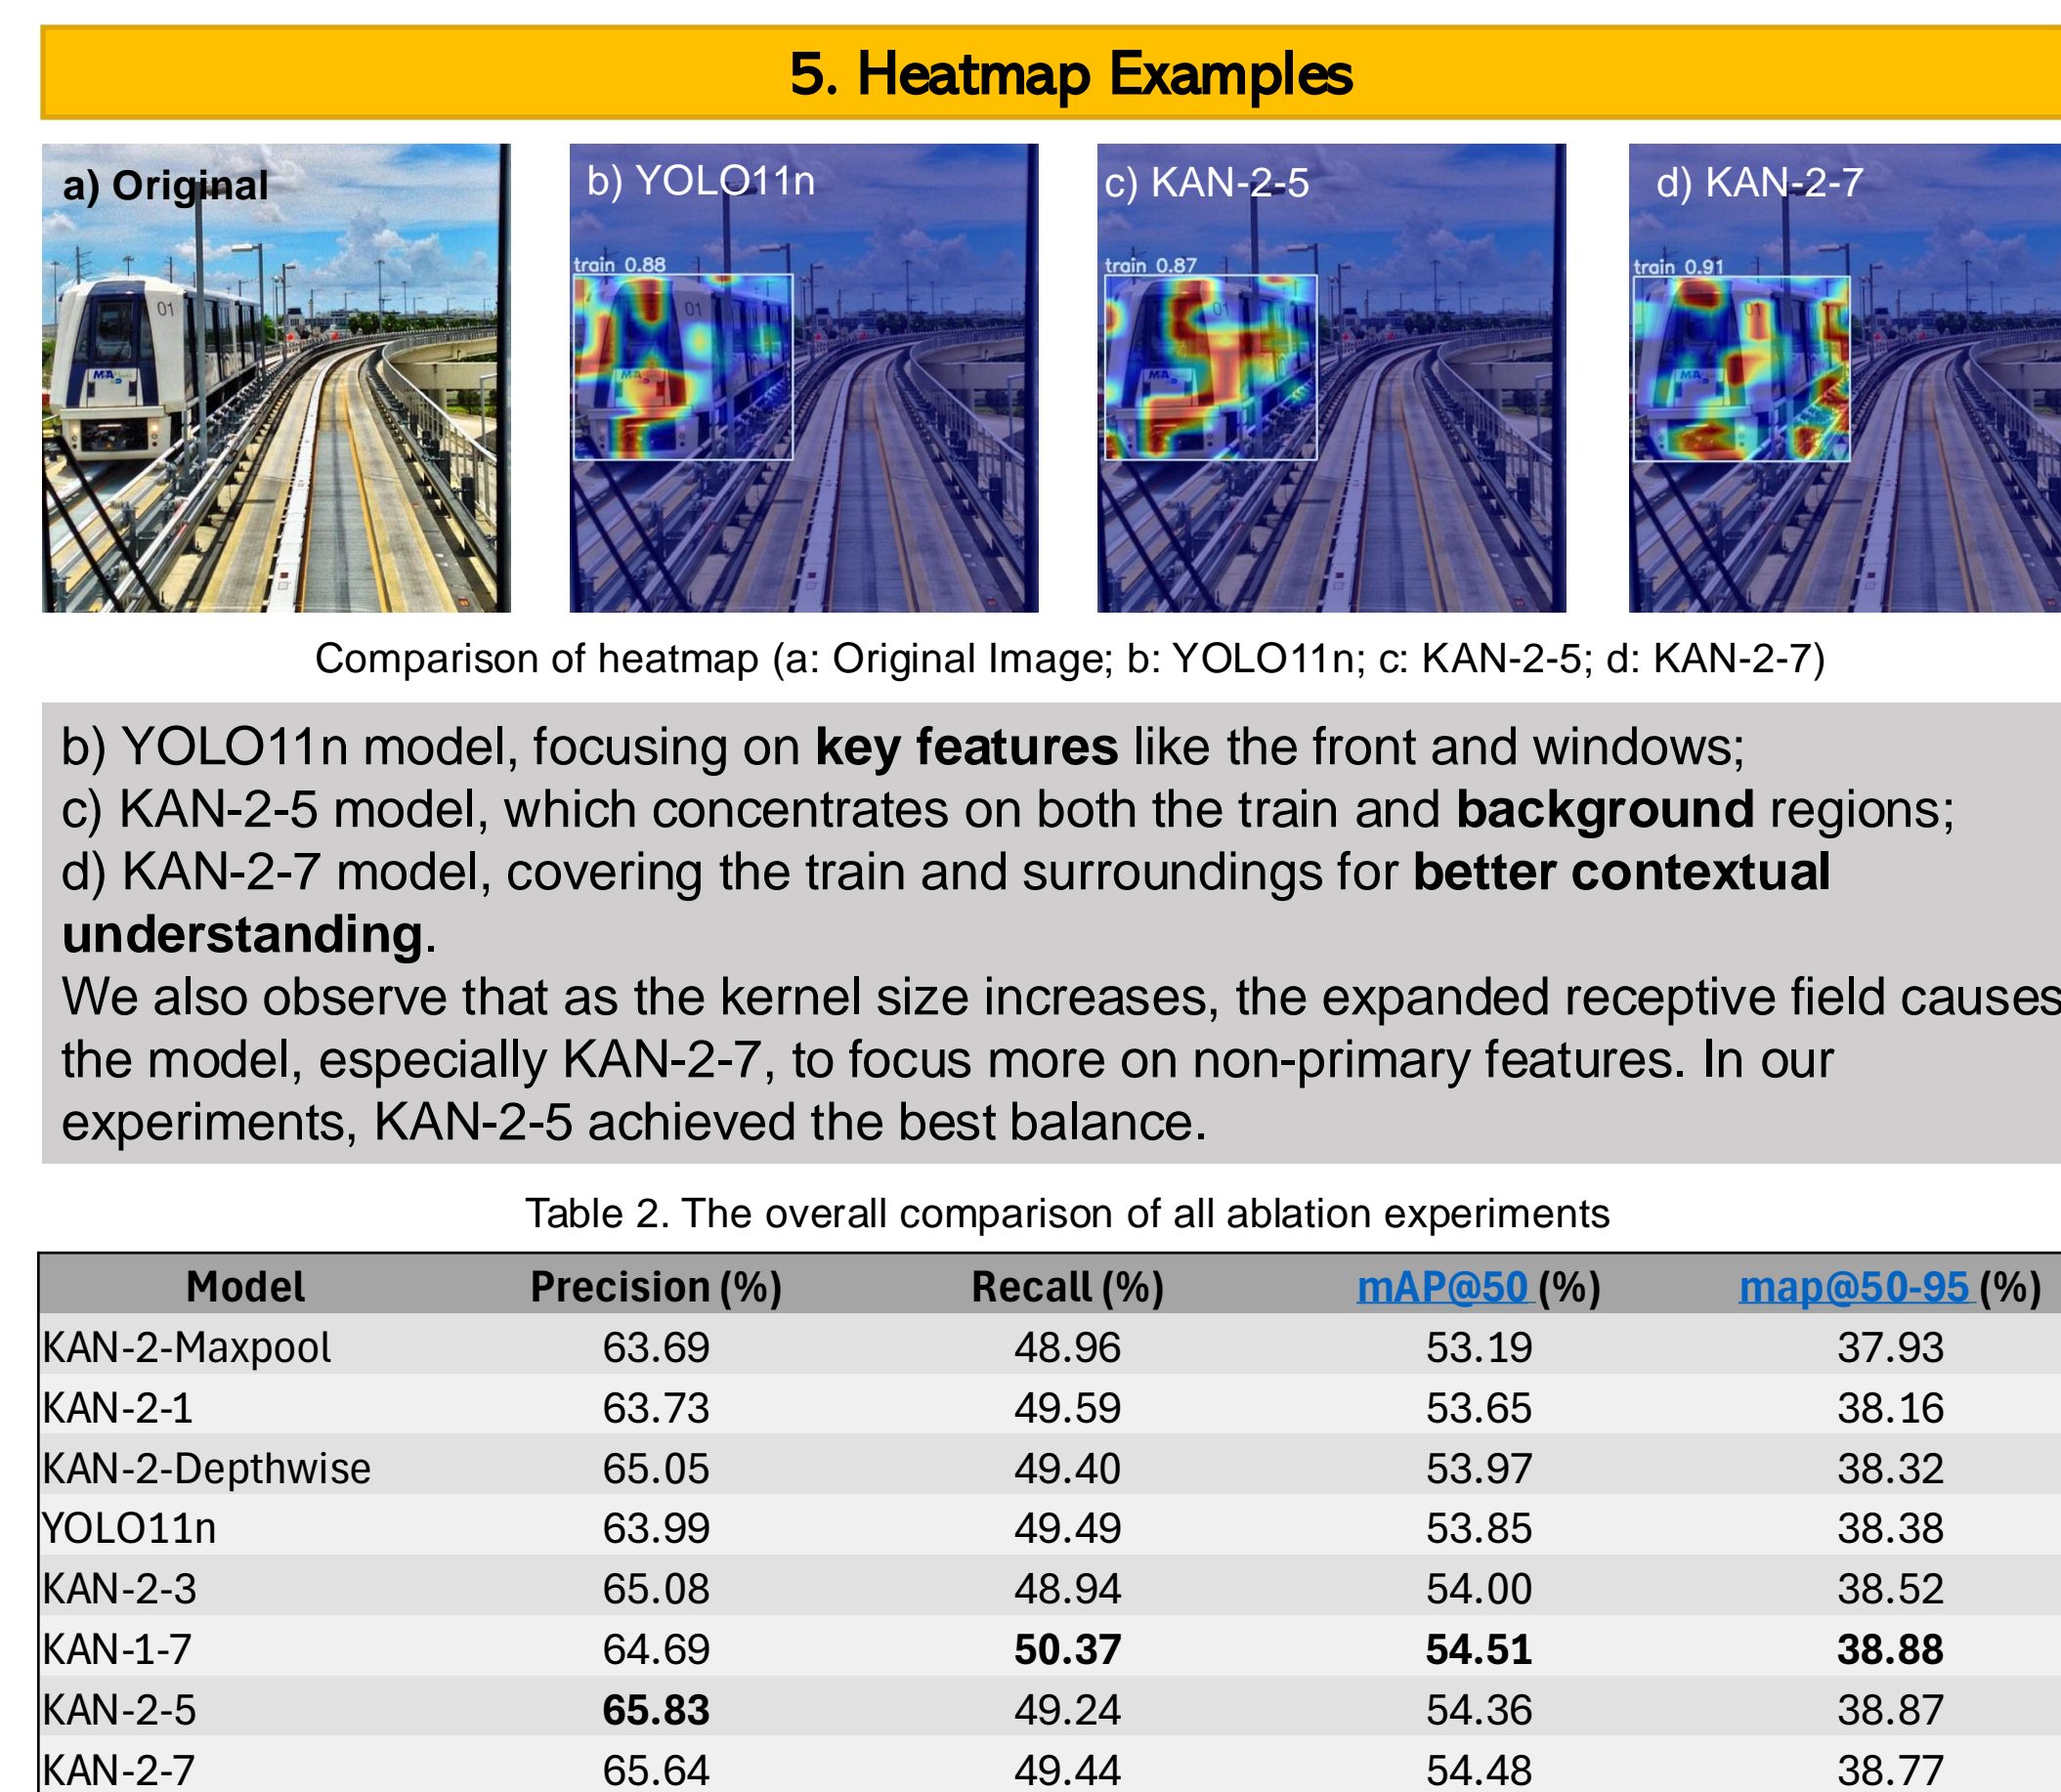 5. Heatmap Examples
a) Original
b) YOLO11n
c) KAN-2-5
d) KAN-2-7
train 0.88
train 0.87
train 0.91
01
01
01
01
Comparison of heatmap (a: Original Image; b: YOLO11n; c: KAN-2-5; d: KAN-2-7)
b) YOLO11n model, focusing on key features like the front and windows;
c) KAN-2-5 model, which concentrates on both the train and background regions;
d) KAN-2-7 model, covering the train and surroundings for better contextual
understanding.
We also observe that as the kernel size increases, the expanded receptive field causes
the model, especially KAN-2-7, to focus more on non-primary features. In our
experiments, KAN-2-5 achieved the best balance.
Table 2. The overall comparison of all ablation experiments
Model Precision (%) Recall (%) mAP@50 (%) map@50-95 (%)
KAN-2-Maxpool 63.69 48.96 53.19 37.93
KAN-2-1 63.73 49.59 53.65 38.16
KAN-2-Depthwise 65.05 49.40 53.97 38.32
YOLO11n 63.99 49.49 53.85 38.38
KAN-2-3 65.08 48.94 54.00 38.52
KAN-1-7 64.69 50.37 54.51 38.88
KAN-2-5 65.83 49.24 54.36 38.87
KAN-2-7 65.64 49.44 54.48 38.77